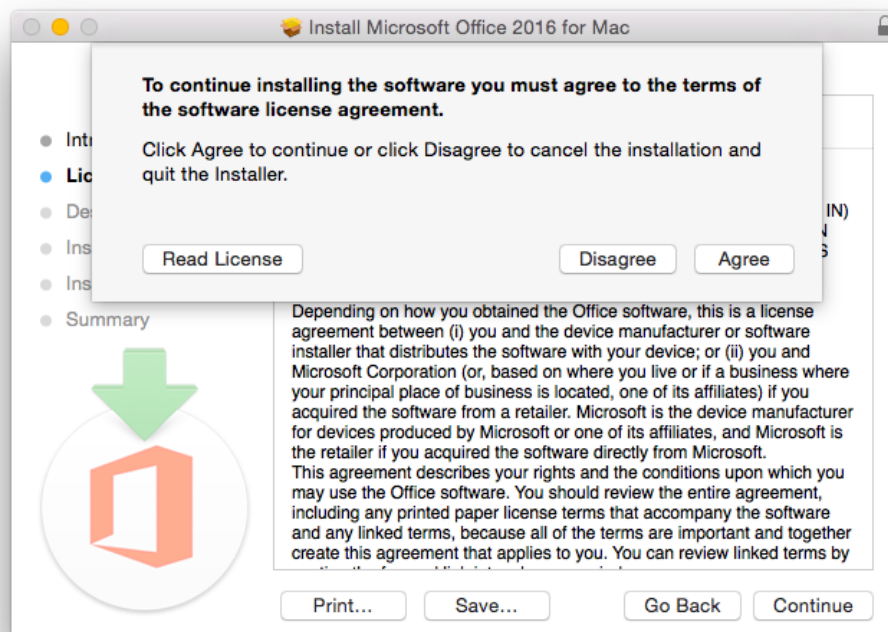 Install Microsoft Office 2016 for Mac
To continue installing the software you must agree to the terms of
the software license agreement.
Click Agree to continue or click Disagree to cancel the installation and
quit the Installer.
Read License
Disagree
Agree
IN)
S
Summary
Depending on how you obtained the Office software, this is a license
agreement between (i) you and the device manufacturer or software
installer that distributes the software with your device; or (ii) you and
Microsoft Corporation (or, based on where you live or if a business where
your principal place of business is located, one of its affiliates) if you
acquired the software from a retailer. Microsoft is the device manufacturer
for devices produced by Microsoft or one of its affiliates, and Microsoft is
the retailer if you acquired the software directly from Microsoft.
This agreement describes your rights and the conditions upon which you
may use the Office software. You should review the entire agreement,
including any printed paper license terms that accompany the software
and any linked terms, because all of the terms are important and together
create this agreement that applies to you. You can review linked terms by
Print...
Save...
Go Back
Continue